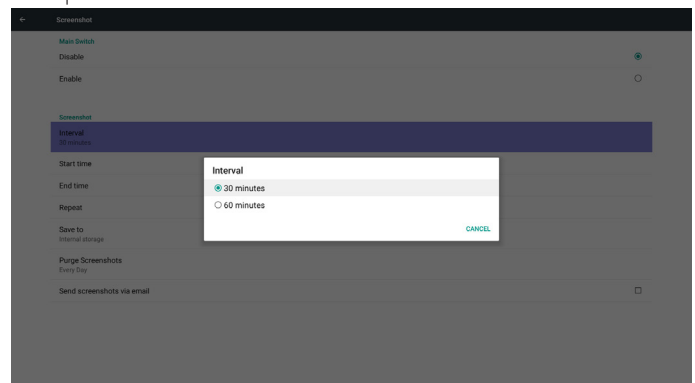 Screenshot
Main Switch
Disable
Enable
Screenshot
Interval
30 minutes
Start time
End time
Repeat
Save to
Internal storage
Purge Screenshots
Every Day
Send screenshots via email
Interval
30 minutes
60 minutes
CANCEL